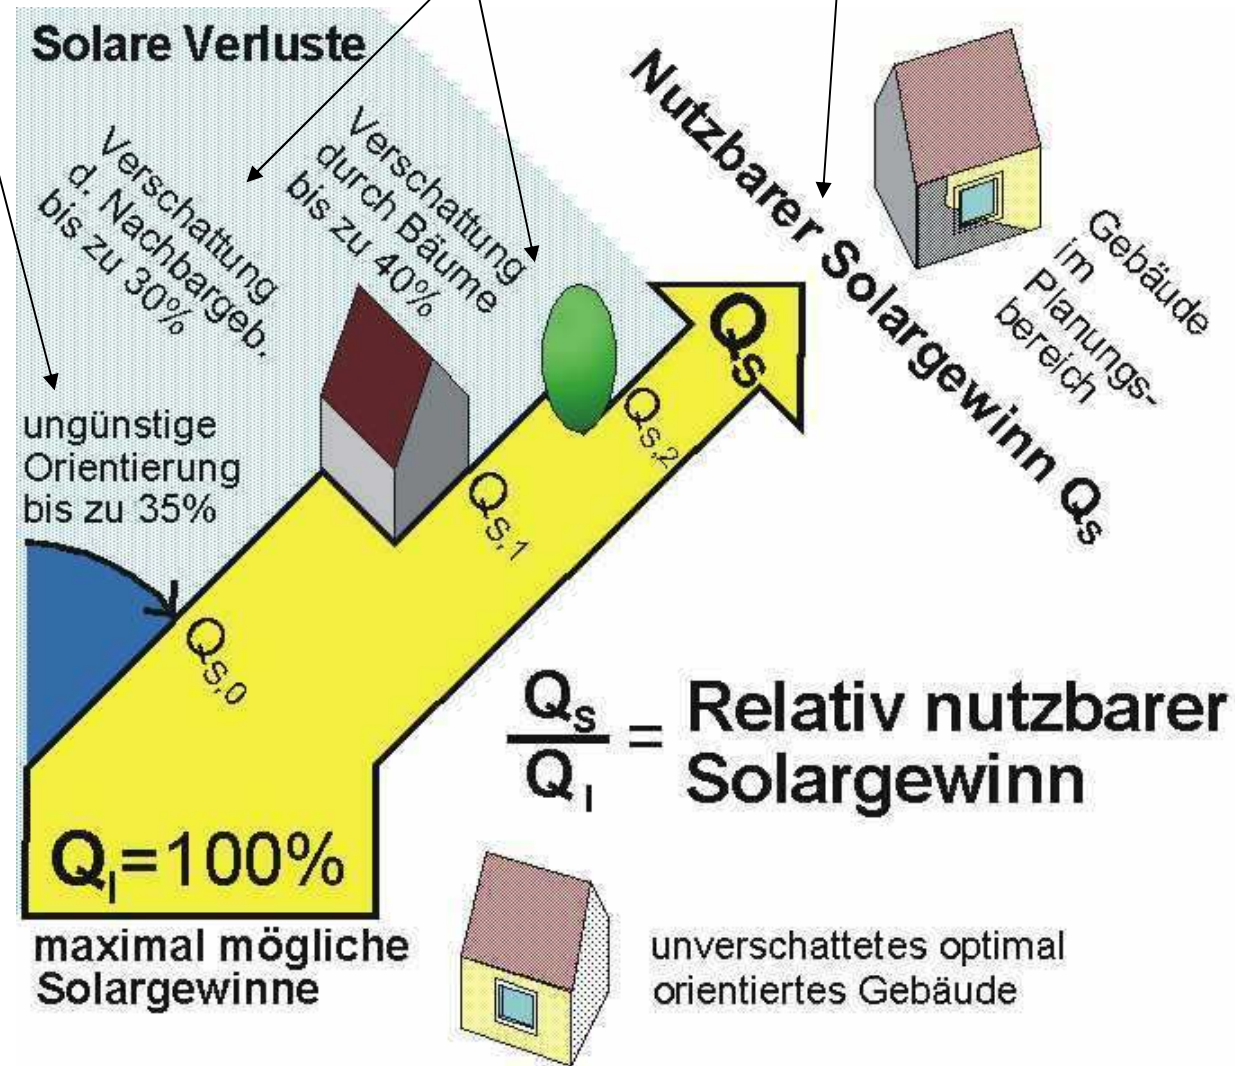 Solare Verluste
Verschattung
d. Nachbargeb.
bis zu 30%
Verschattung
durch Bäume
bis zu 40%
ungünstige
Orientierung
bis zu 35%
Nutzbarer Solargewinn Qs
Gebäude
im
Planungs-
bereich
Qs
Qs,2
Qs,1
Qs,0
Qs
QI
= Relativ nutzbarer
Solargewinn
QI=100%
maximal mögliche
Solargewinne
unverschattetes optimal
orientiertes Gebäude